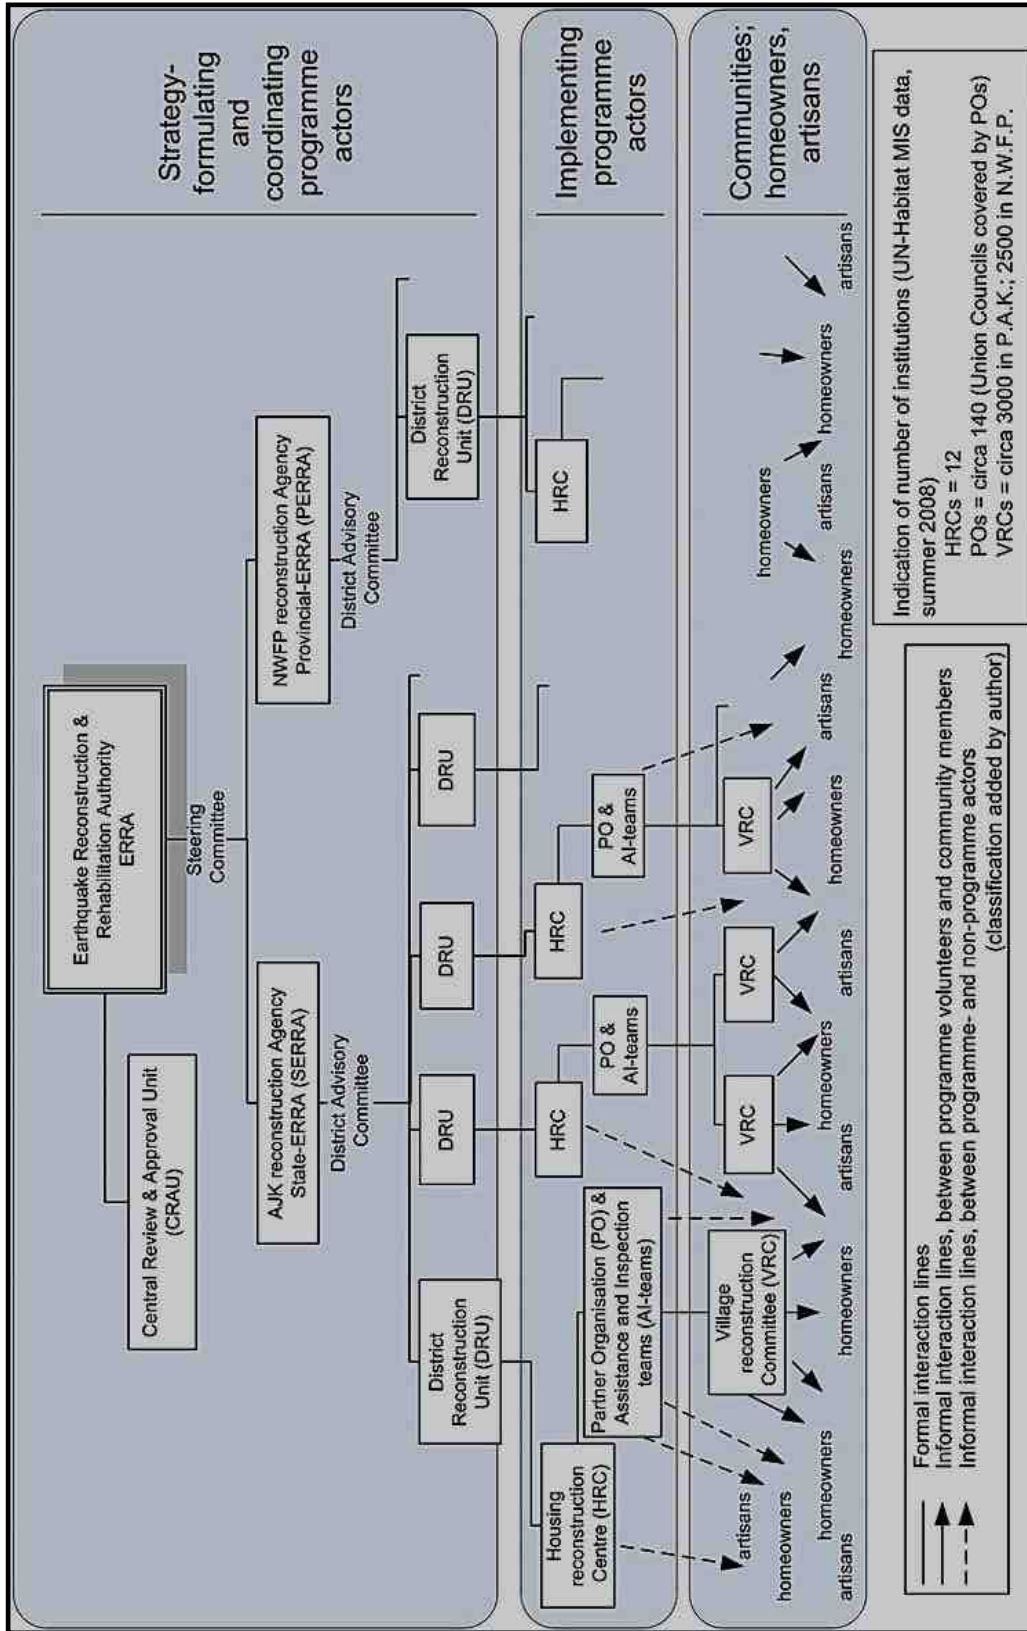 Strategy-
formulating
and
coordinating
programme
actors
Earthquake Reconstruction &
Rehabilitation Authority
ERRA
Steering
Committee
Central Review & Approval Unit
(CRAU)
AJK reconstruction Agency
State-ERRA (SERRA)
District Advisory
Committee
NWFP reconstruction Agency
Provincial-ERRA (PERRA)
District Advisory
Committee
District
Reconstruction
Unit (DRU)
DRU
DRU
DRU
District
Reconstruction
Unit (DRU)
Implementing
programme
actors
Housing
reconstruction
Centre (HRC)
HRC
HRC
HRC
Partner Organisation (PO) &
Assistance and Inspection
teams (AI-teams)
PO &
AI-teams
PO &
AI-teams
Communities;
homeowners,
artisans
Village
reconstruction
Committee (VRC)
VRC
VRC
VRC
artisans
homeowners
homeowners
homeowners
homeowners
homeowners
homeowners
artisans
artisans
artisans
artisans
homeowners
artisans
artisans
homeowners
artisans
Formal interaction lines
Informal interaction lines, between programme volunteers and community members
Informal interaction lines, between programme- and non-programme actors
(classification added by author)
Indication of number of institutions (UN-Habitat MIS data,
summer 2008)
HRCs = 12
POs = circa 140 (Union Councils covered by POs)
VRCs = circa 3000 in P.A.K.; 2500 in N.W.F.P.